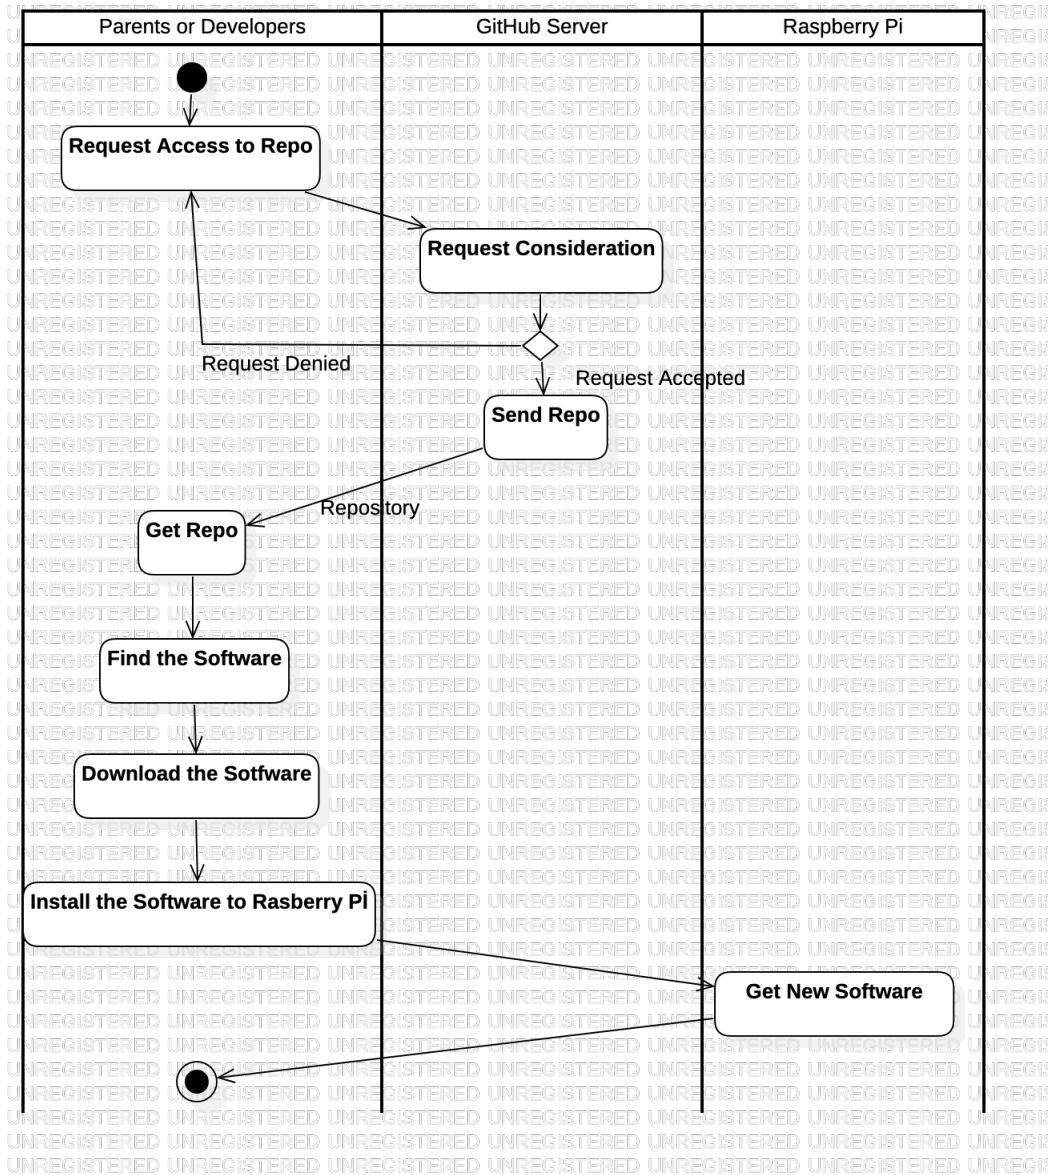 Parents or Developers
GitHub Server
Raspberry Pi
Request Access to Repo
Request Consideration
Request Denied
Request Accepted
Send Repo
Repository
Get Repo
Find the Software
Download the Sotfware
Install the Software to Rasberry Pi
Get New Software
UNREGISTERED